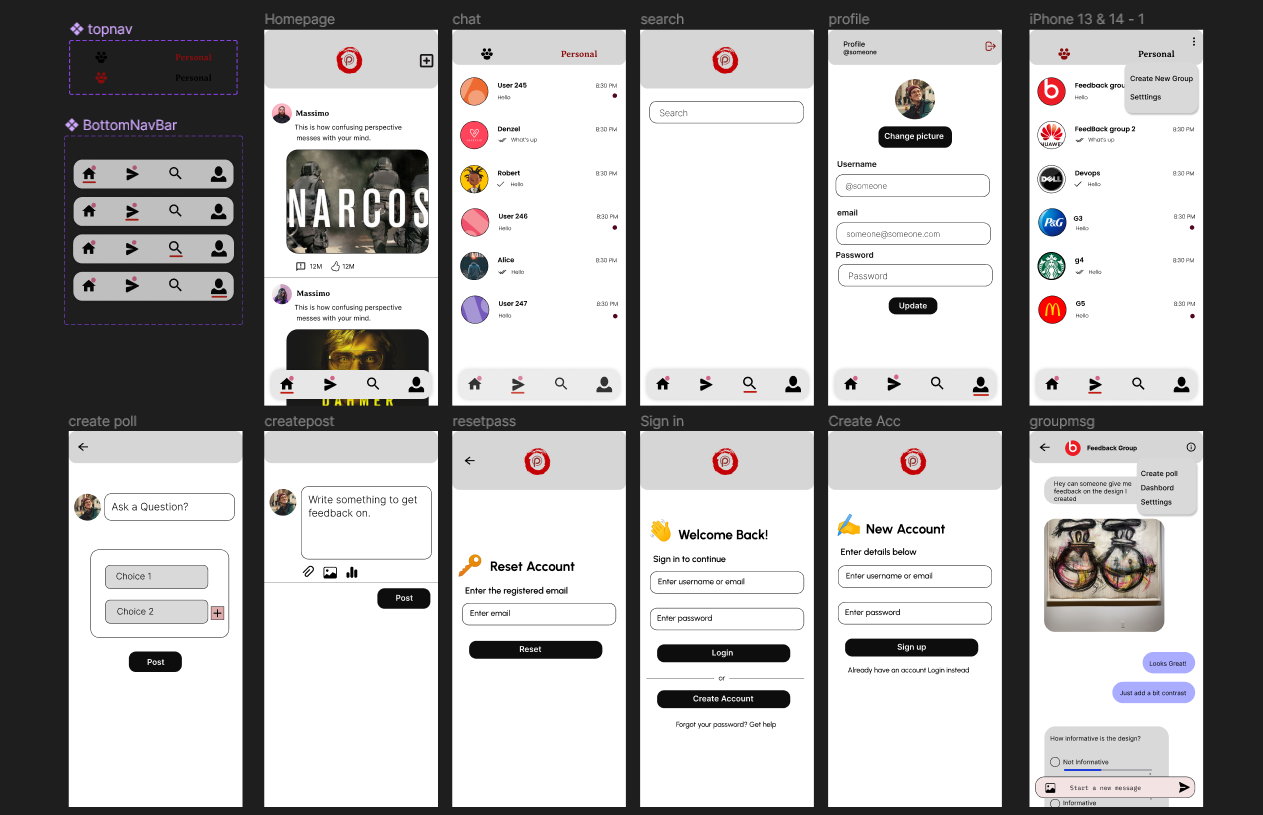 topnav
Personal
Personal
BottomNavBar
Homepage
Massimo
This is how confusing perspective
messes with your mind.
NARCOS
12M
12M
Massimo
This is how confusing perspective
messes with your mind.
DAHMER
chat
Personal
User 245
8:30 PM
Hello
Denzel
8:30 PM
What's up
Robert
8:30 PM
Hello
User 246
8:30 PM
Hello
Alice
8:30 PM
Hello
User 247
8:30 PM
Hello
search
Search
profile
Profile
@someone
Change picture
Username
@someone
email
someone@someone.com
Password
Password
Update
iPhone 13 & 14 - 1
Personal
Create New Group
Setttings
Feedback grou
Hello
FeedBack group 2
8:30 PM
What's up
HUAWE
Devops
8:30 PM
Hello
DELL
G3
8:30 PM
Hello
P&G
g4
8:30 PM
Hello
G5
8:30 PM
Hello
create poll
Ask a Question?
Choice 1
Choice 2
Post
createpost
Write something to get
feedback on.
Post
resetpass
Reset Account
Enter the registered email
Enter email
Reset
Sign in
Welcome Back!
Sign in to continue
Enter username or email
Enter password
Login
or
Create Account
Forgot your password? Get help
Create Acc
New Account
Enter details below
Enter username or email
Enter password
Sign up
Already have an account Login instead
groupmsg
Feedback Group
Create poll
Dashbord
Setttings
Hey can someone give me
feedback on the design I
created
Looks Great!
Just add a bit contrast
How informative is the design?
Not Informative
Start a new message
Informative